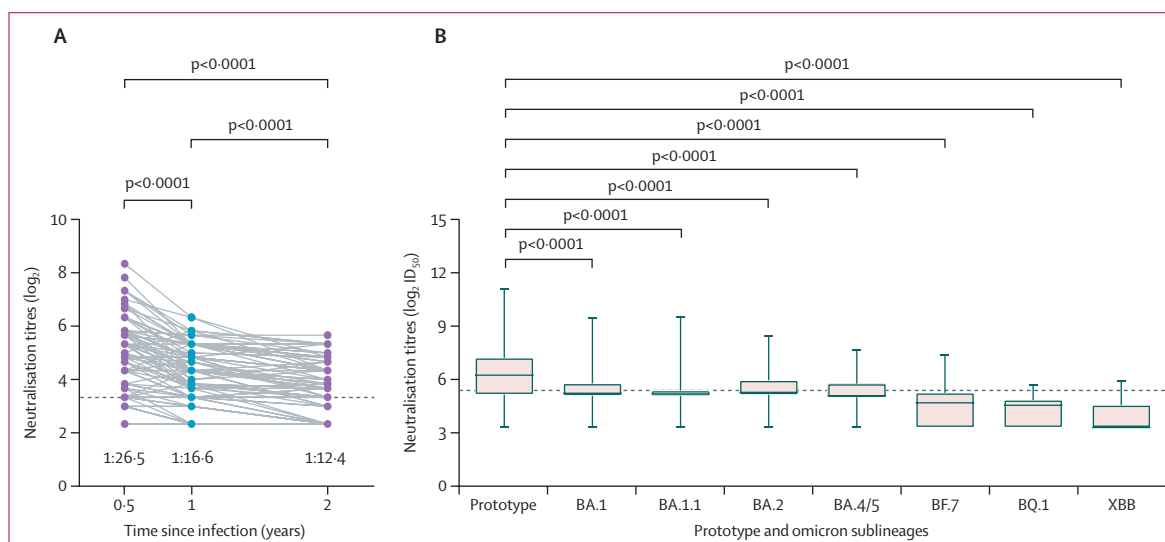 A
p<0·0001
p<0·0001
p<0·0001
Neutralisation titres (log2)
10
8
6
4
2
0
1:26·5
1:16·6
1:12·4
0·5
1
2
Time since infection (years)
B
p<0·0001
p<0·0001
p<0·0001
p<0·0001
p<0·0001
p<0·0001
p<0·0001
Neutralisation titres (log2 ID50)
15
12
9
6
3
0
Prototype
BA.1
BA.1.1
BA.2
BA.4/5
BF.7
BQ.1
XBB
Prototype and omicron sublineages